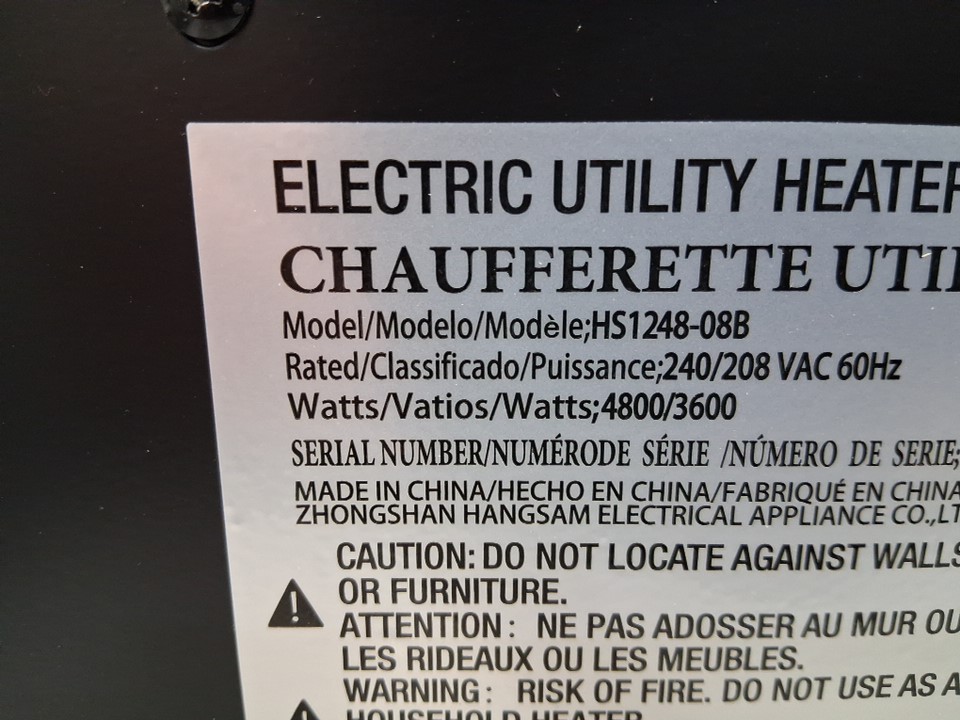 ELECTRIC UTILITY HEATER
CHAUFFERETTE UTIL
Model/Modelo/Modèle;HS1248-08B
Rated/Classificado/Puissance;240/208 VAC 60Hz
Watts/Vatios/Watts;4800/3600
SERIAL NUMBER/NUMÉRODE SÉRIE /NÚMERO DE SERIE;
MADE IN CHINA/HECHO EN CHINA/FABRIQUÉ EN CHINA
ZHONGSHAN HANGSAM ELECTRICAL APPLIANCE CO.,LT
CAUTION: DO NOT LOCATE AGAINST WALLS
OR FURNITURE.
ATTENTION : NE PAS ADOSSER AU MUR OU
LES RIDEAUX OU LES MEUBLES.
WARNING : RISK OF FIRE. DO NOT USE AS A
HOUSEHOLD HEATER